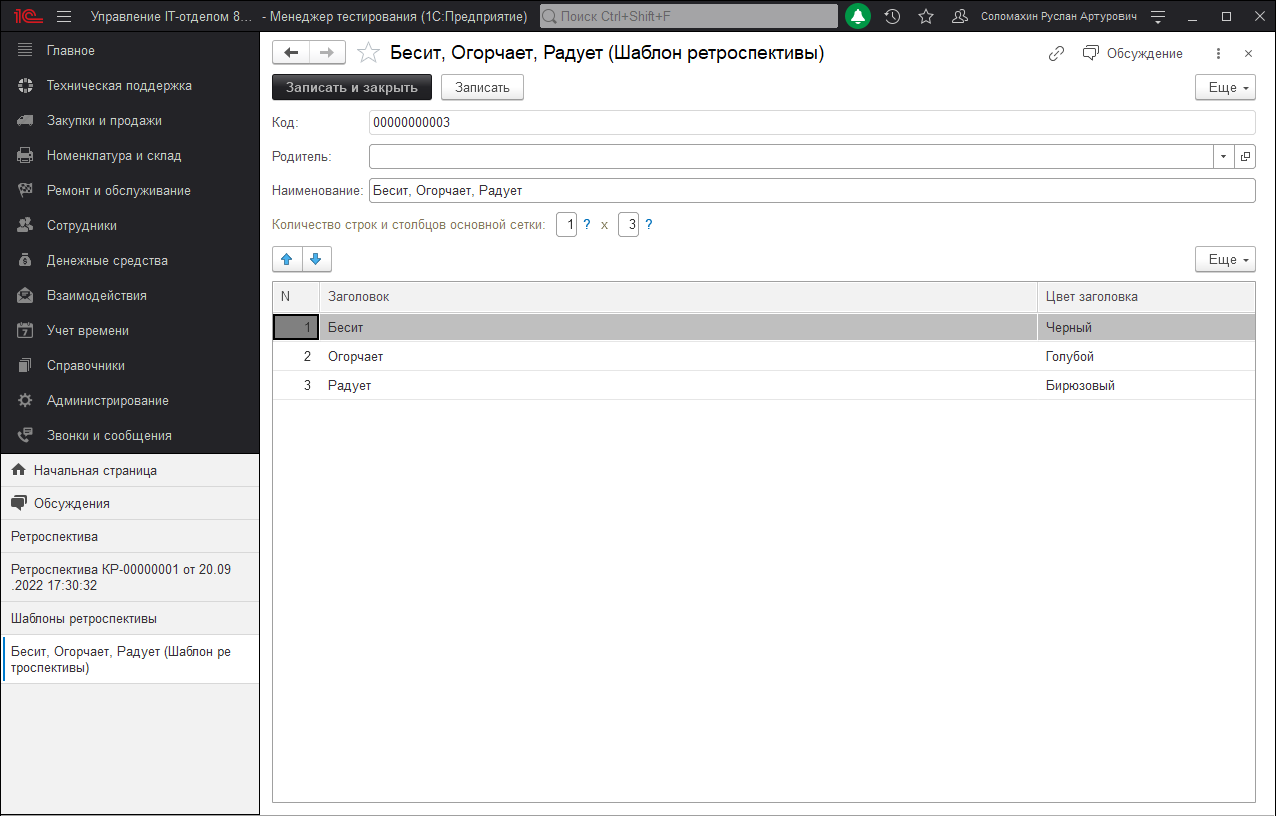 1С Управление IT-отделом 8... - Менеджер тестирования (1С:Предприятие) Поиск Ctrl+Shift+F Соломахин Руслан Артурович
Главное
Техническая поддержка
Закупки и продажи
Номенклатура и склад
Ремонт и обслуживание
Сотрудники
Денежные средства
Взаимодействия
Учет времени
Справочники
Администрирование
Звонки и сообщения
Начальная страница
Обсуждения
Ретроспектива
Ретроспектива КР-00000001 от 20.09
.2022 17:30:32
Шаблоны ретроспективы
Бесит, Огорчает, Радует (Шаблон ре
троспективы)
Бесит, Огорчает, Радует (Шаблон ретроспективы) Обсуждение
Записать и закрыть Записать Еще
Код: 00000000003
Родитель:
Наименование: Бесит, Огорчает, Радует
Количество строк и столбцов основной сетки: 1 ? x 3 ?
Еще
N Заголовок Цвет заголовка
1 Бесит Черный
2 Огорчает Голубой
3 Радует Бирюзовый